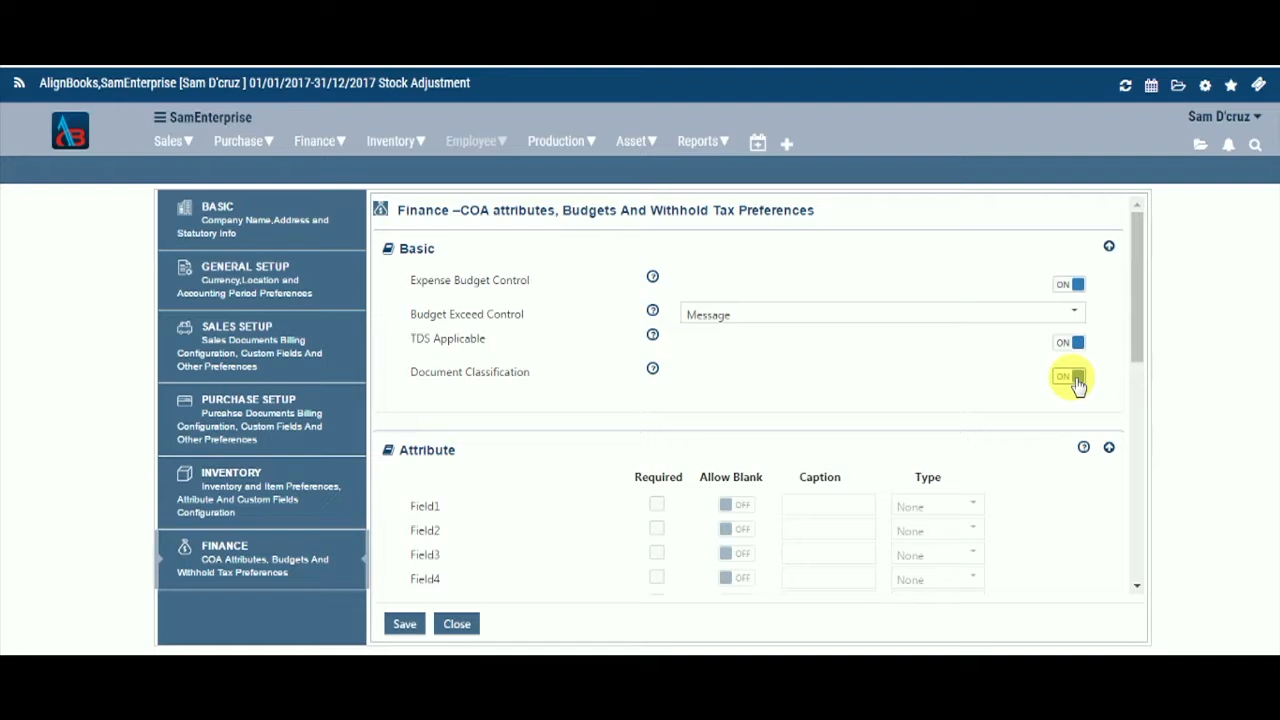 AlignBooks,SamEnterprise [Sam D'cruz ] 01/01/2017-31/12/2017 Stock Adjustment
AB
SamEnterprise
Sam D'cruz
Sales Purchase Finance Inventory Employee Production Asset Reports
BASIC
Company Name,Address and
Statutory Info
GENERAL SETUP
Currency,Location and
Accounting Period Preferences
SALES SETUP
Sales Documents Billing
Configuration, Custom Fields And
Other Preferences
PURCHASE SETUP
Purcahse Documents Billing
Configuration, Custom Fields And
Other Preferences
INVENTORY
Inventory and Item Preferences,
Attribute And Custom Fields
Configuration
FINANCE
COA Attributes, Budgets And
Withhold Tax Preferences
Finance –COA attributes, Budgets And Withhold Tax Preferences
Basic
Expense Budget Control ON
Budget Exceed Control Message
TDS Applicable ON
Document Classification ON
Attribute
Required Allow Blank Caption Type
Field1 OFF None
Field2 OFF None
Field3 OFF None
Field4 OFF None
Save Close